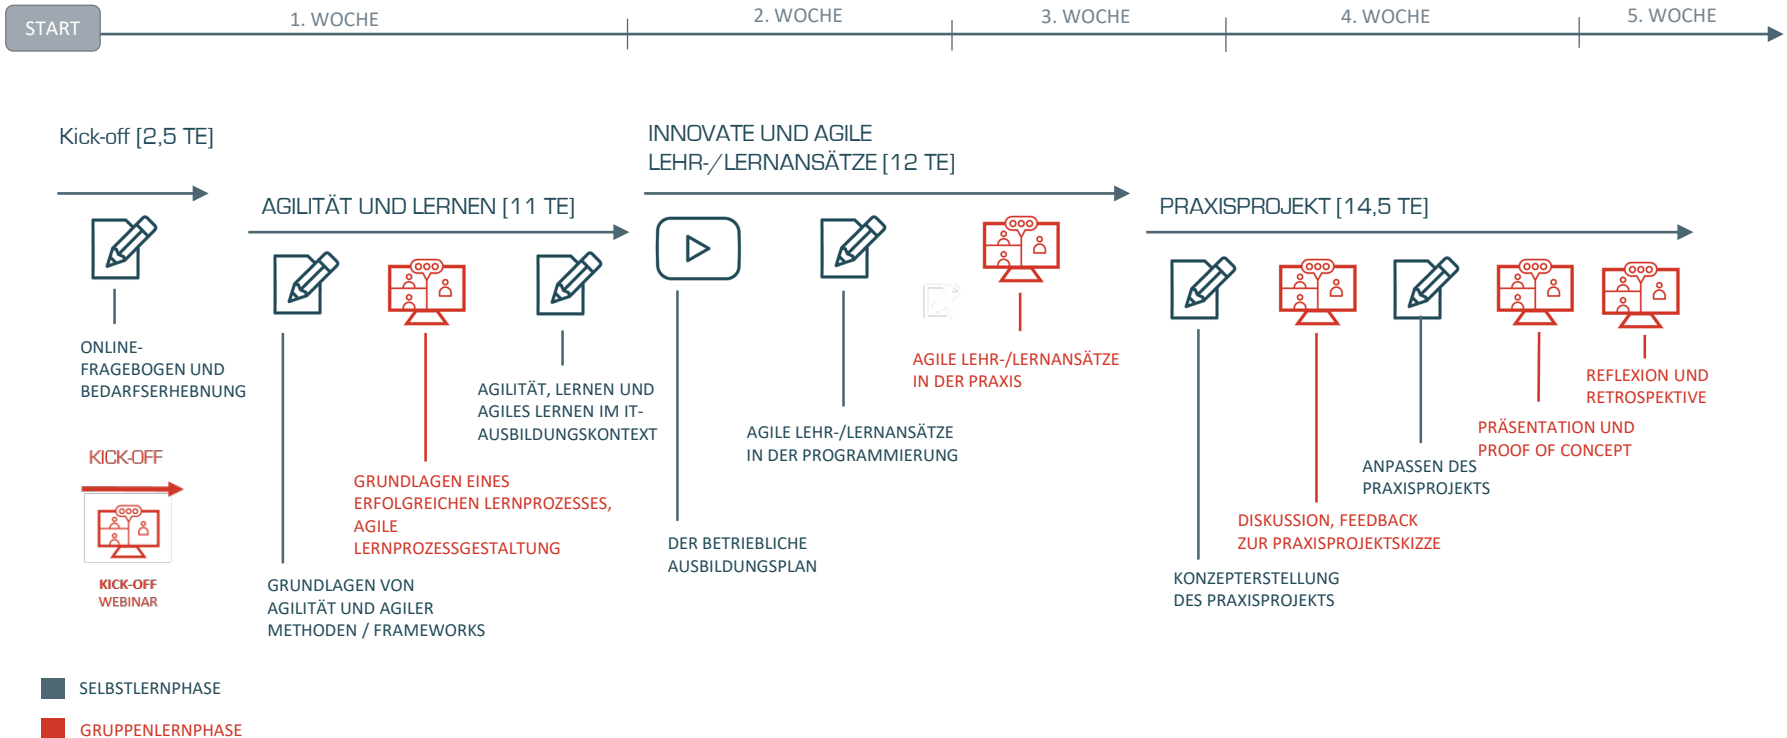 START
1. WOCHE
2. WOCHE
3. WOCHE
4. WOCHE
5. WOCHE
Kick-off [2,5 TE]
ONLINE-
FRAGEBOGEN UND
BEDARFSERHEBNUNG
KICK-OFF
KICK-OFF
WEBINAR
AGILITÄT UND LERNEN [11 TE]
GRUNDLAGEN VON
AGILITÄT UND AGILER
METHODEN / FRAMEWORKS
GRUNDLAGEN EINES
ERFOLGREICHEN LERNPROZESSES,
AGILE
LERNPROZESSGESTALTUNG
AGILITÄT, LERNEN UND
AGILES LERNEN IM IT-
AUSBILDUNGSKONTEXT
INNOVATE UND AGILE
LEHR-/LERNANSÄTZE [12 TE]
DER BETRIEBLICHE
AUSBILDUNGSPLAN
AGILE LEHR-/LERNANSÄTZE
IN DER PROGRAMMIERUNG
AGILE LEHR-/LERNANSÄTZE
IN DER PRAXIS
PRAXISPROJEKT [14,5 TE]
KONZEPTERSTELLUNG
DES PRAXISPROJEKTS
DISKUSSION, FEEDBACK
ZUR PRAXISPROJEKTSKIZZE
ANPASSEN DES
PRAXISPROJEKTS
PRÄSENTATION UND
PROOF OF CONCEPT
REFLEXION UND
RETROSPEKTIVE
SELBSTLERNPHASE
GRUPPENLERNPHASE